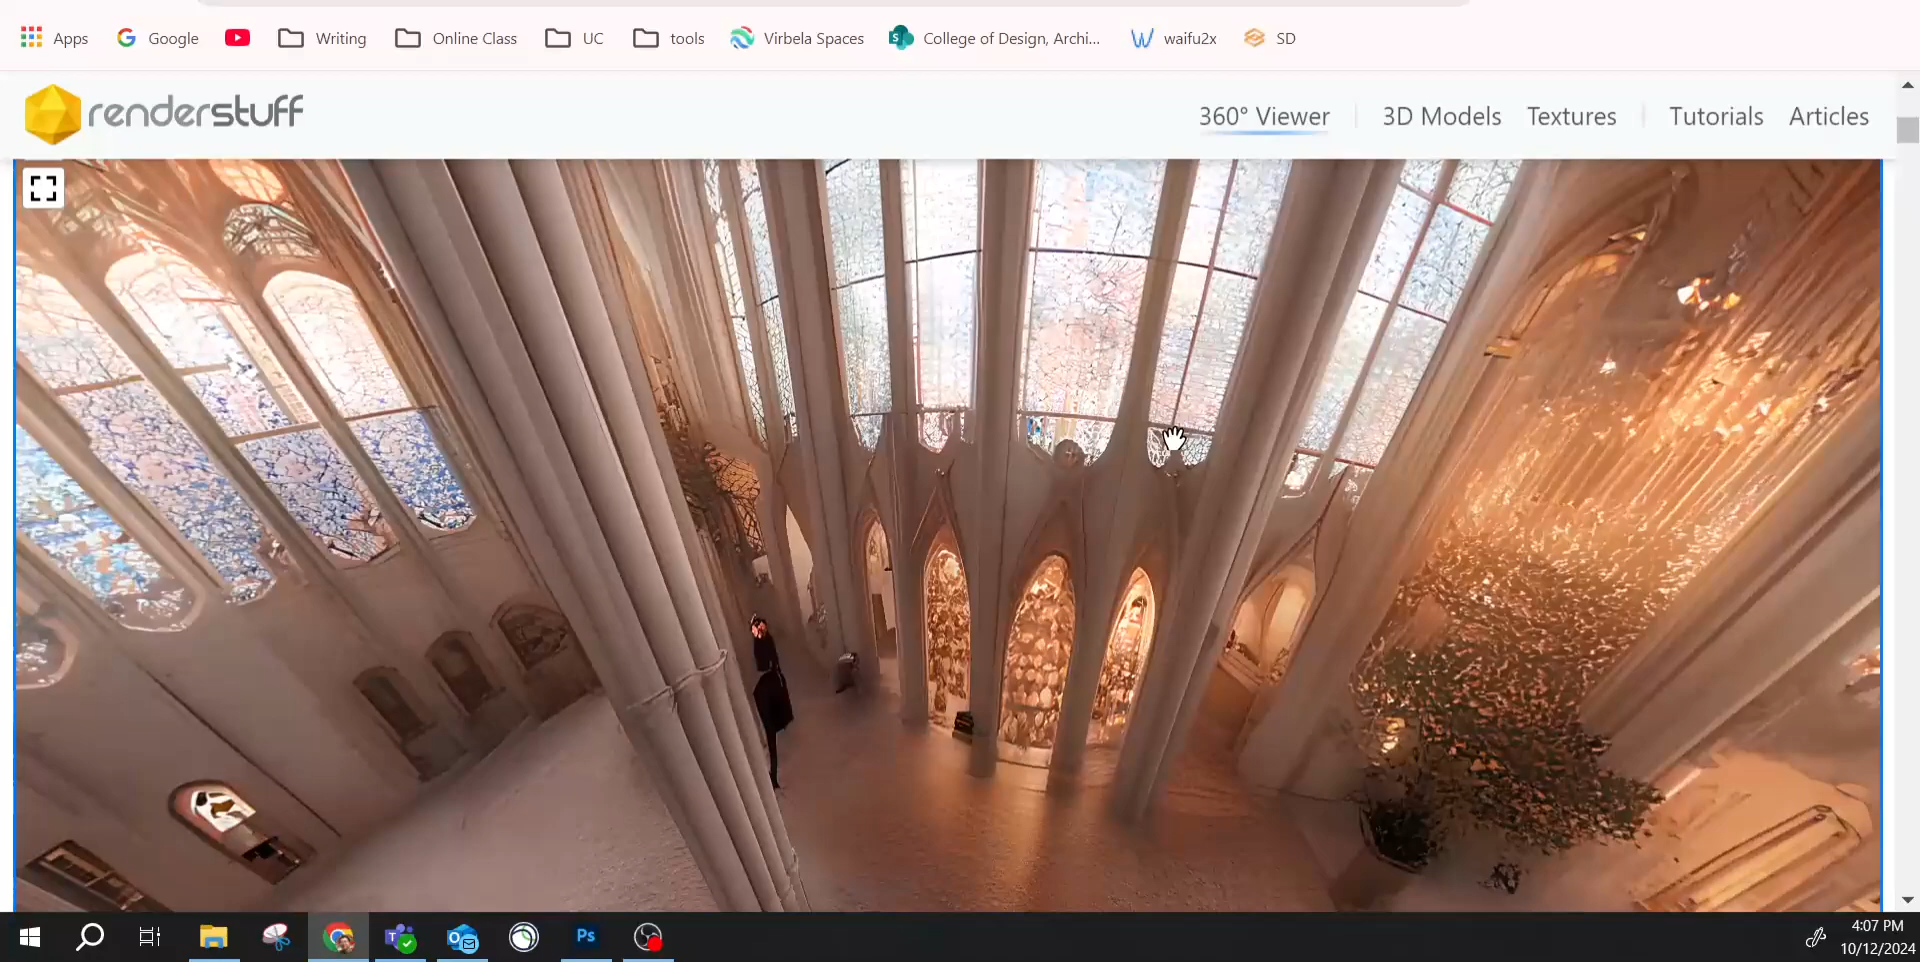 Apps Google Writing Online Class UC tools Virbela Spaces College of Design, Archi... waifu2x SD
renderstuff 360° Viewer 3D Models Textures Tutorials Articles
4:07 PM
10/12/2024